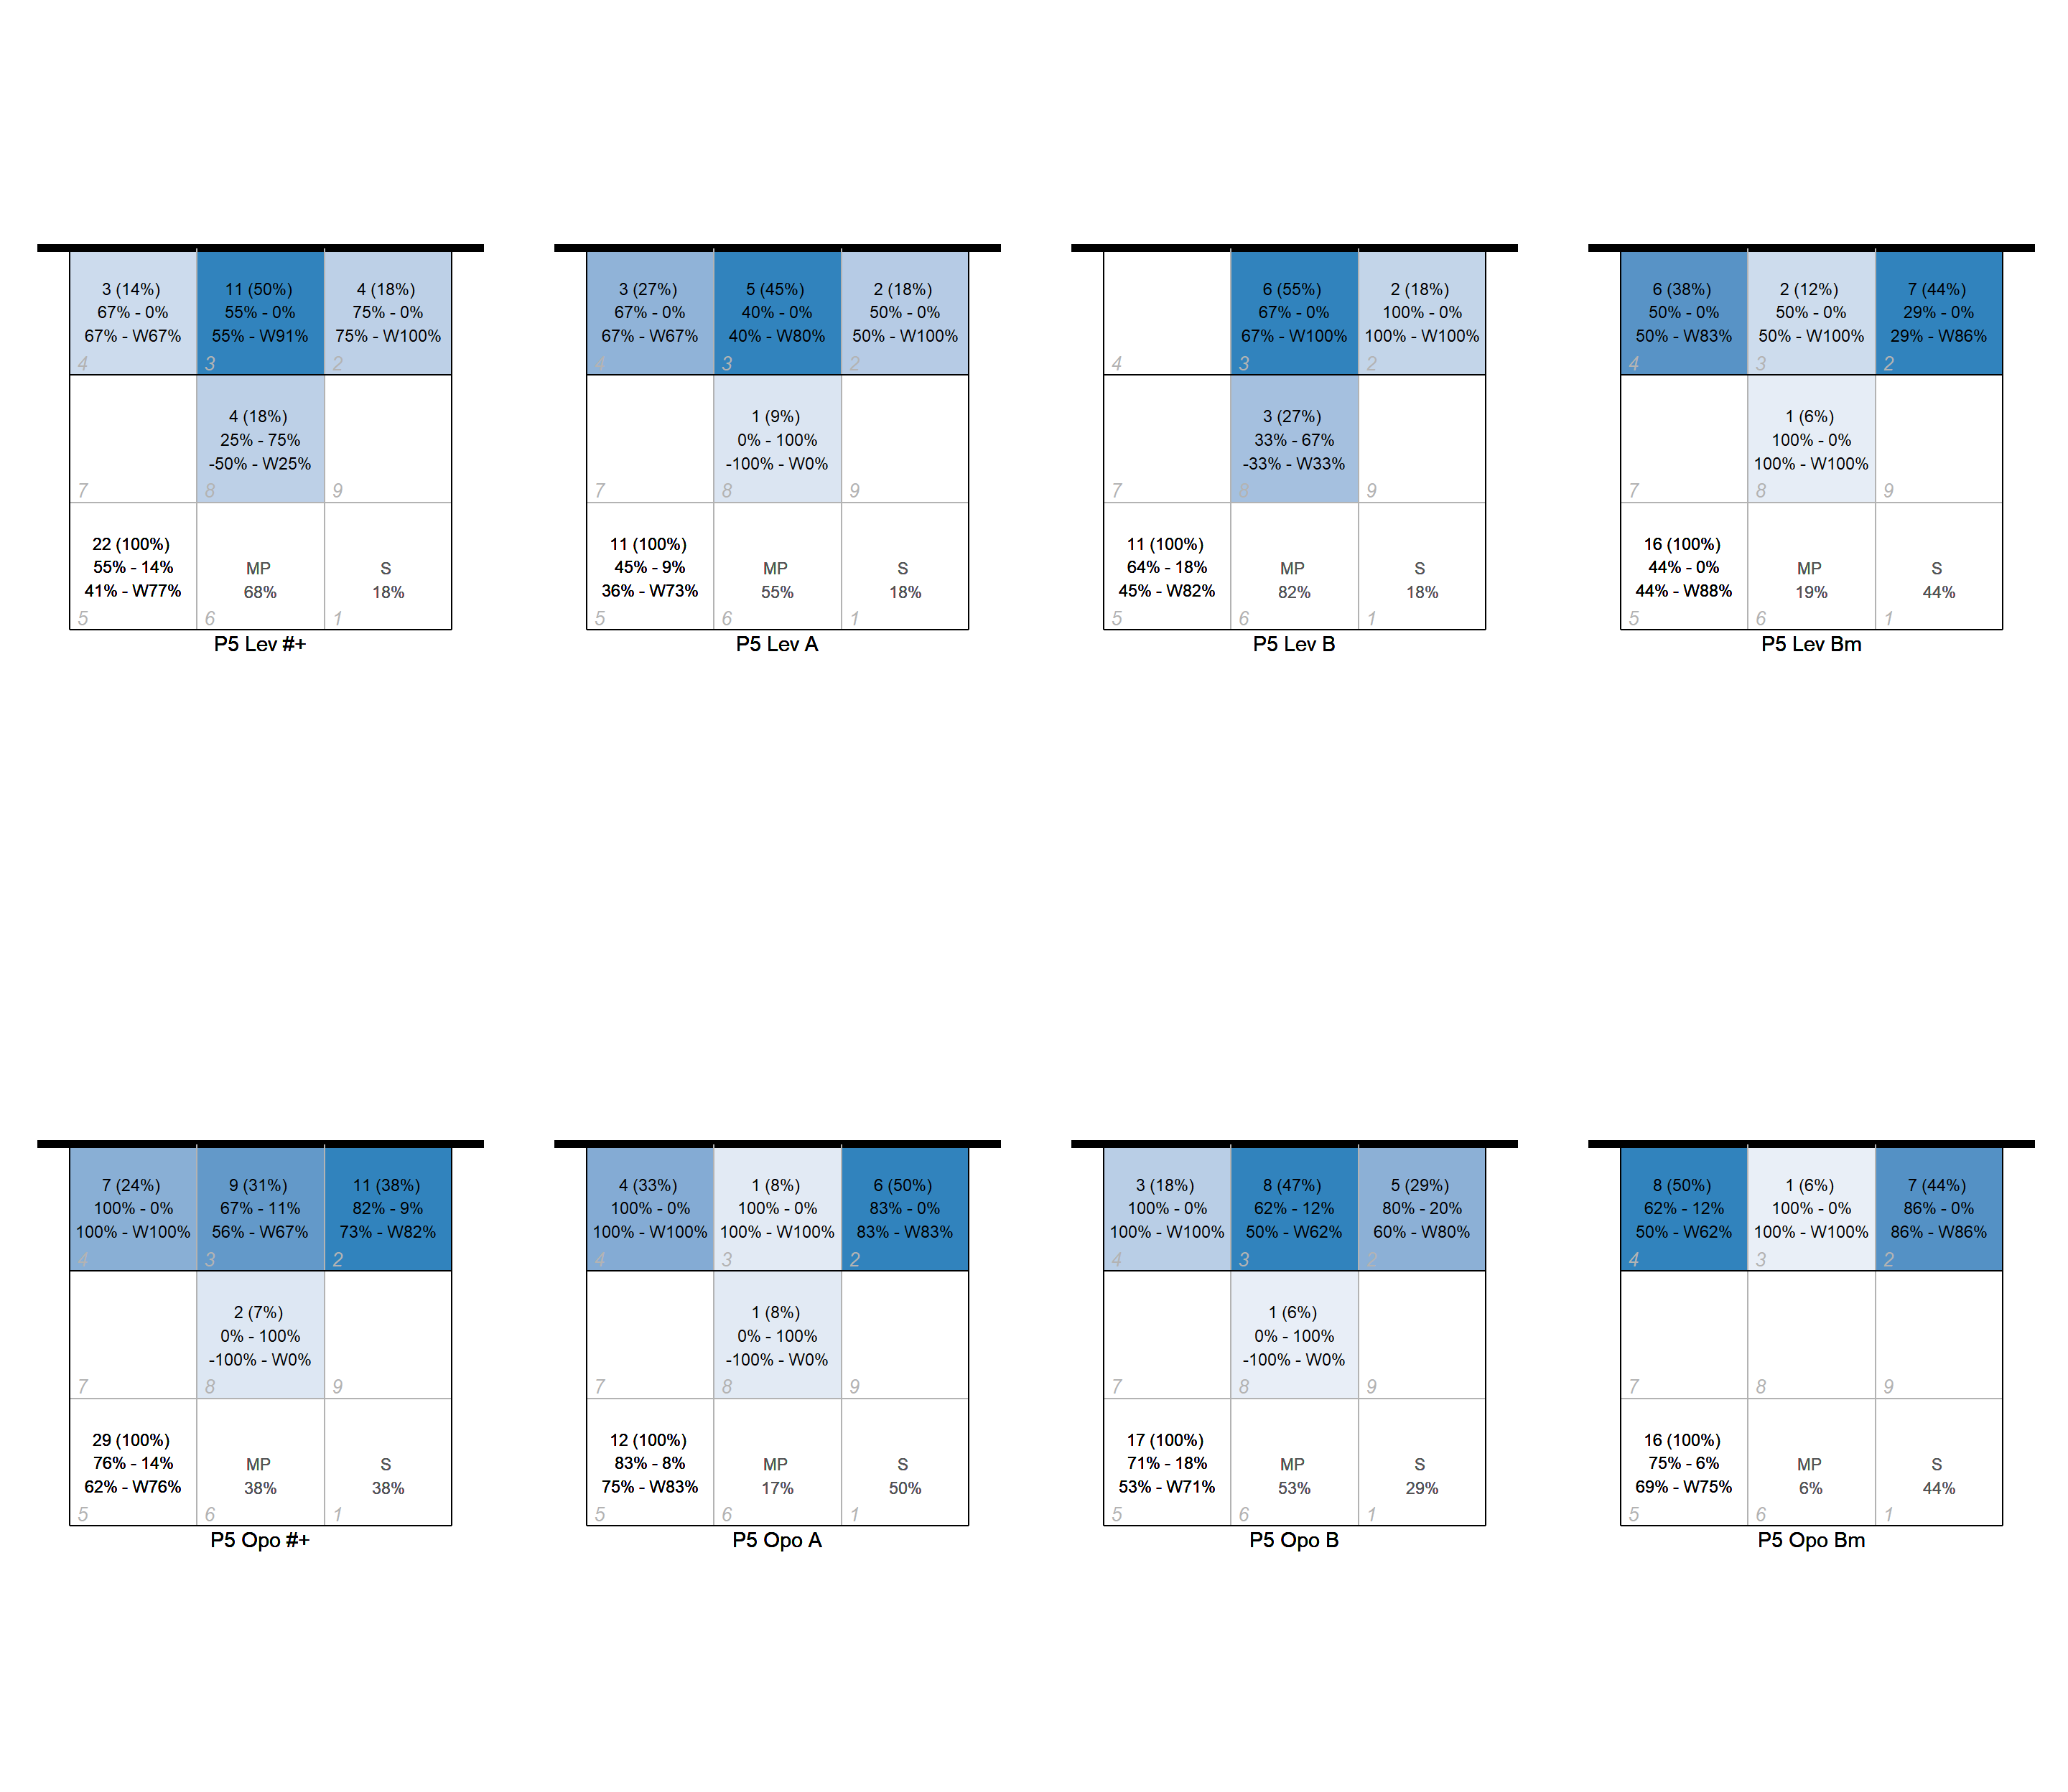 3 (14%)
67% - 0%
67% - W67%
4
11 (50%)
55% - 0%
55% - W91%
3
4 (18%)
75% - 0%
75% - W100%
2
7
4 (18%)
25% - 75%
-50% - W25%
8
9
22 (100%)
55% - 14%
41% - W77%
5
MP
68%
6
S
18%
1
P5 Lev #+
3 (27%)
67% - 0%
67% - W67%
4
5 (45%)
40% - 0%
40% - W80%
3
2 (18%)
50% - 0%
50% - W100%
2
7
1 (9%)
0% - 100%
-100% - W0%
8
9
11 (100%)
45% - 9%
36% - W73%
5
MP
55%
6
S
18%
1
P5 Lev A
4
6 (55%)
67% - 0%
67% - W100%
3
2 (18%)
100% - 0%
100% - W100%
2
7
3 (27%)
33% - 67%
-33% - W33%
8
9
11 (100%)
64% - 18%
45% - W82%
5
MP
82%
6
S
18%
1
P5 Lev B
6 (38%)
50% - 0%
50% - W83%
4
2 (12%)
50% - 0%
50% - W100%
3
7 (44%)
29% - 0%
29% - W86%
2
7
1 (6%)
100% - 0%
100% - W100%
8
9
16 (100%)
44% - 0%
44% - W88%
5
MP
19%
6
S
44%
1
P5 Lev Bm
7 (24%)
100% - 0%
100% - W100%
4
9 (31%)
67% - 11%
56% - W67%
3
11 (38%)
82% - 9%
73% - W82%
2
7
2 (7%)
0% - 100%
-100% - W0%
8
9
29 (100%)
76% - 14%
62% - W76%
5
MP
38%
6
S
38%
1
P5 Opo #+
4 (33%)
100% - 0%
100% - W100%
4
1 (8%)
100% - 0%
100% - W100%
3
6 (50%)
83% - 0%
83% - W83%
2
7
1 (8%)
0% - 100%
-100% - W0%
8
9
12 (100%)
83% - 8%
75% - W83%
5
MP
17%
6
S
50%
1
P5 Opo A
3 (18%)
100% - 0%
100% - W100%
4
8 (47%)
62% - 12%
50% - W62%
3
5 (29%)
80% - 20%
60% - W80%
2
7
1 (6%)
0% - 100%
-100% - W0%
8
9
17 (100%)
71% - 18%
53% - W71%
5
MP
53%
6
S
29%
1
P5 Opo B
8 (50%)
62% - 12%
50% - W62%
4
1 (6%)
100% - 0%
100% - W100%
3
7 (44%)
86% - 0%
86% - W86%
2
7
8
9
16 (100%)
75% - 6%
69% - W75%
5
MP
6%
6
S
44%
1
P5 Opo Bm